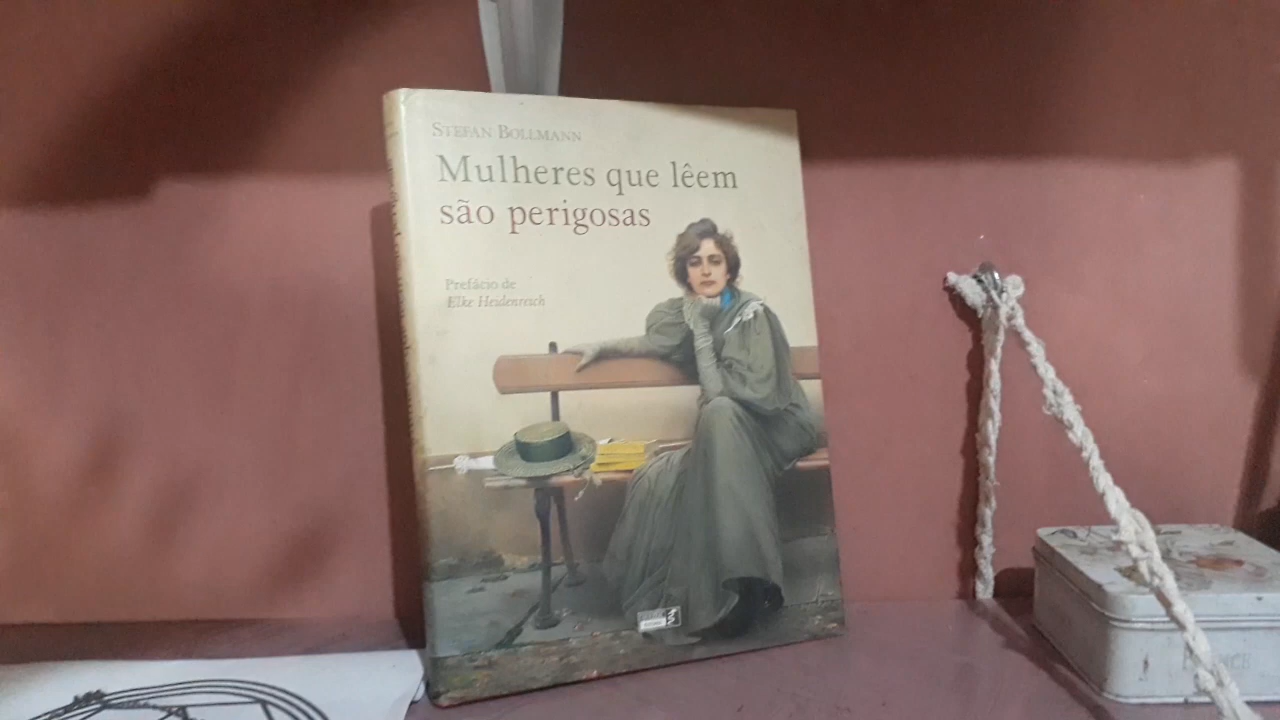 STEFAN BOLLMANN
Mulheres que lêem
são perigosas
Prefácio de
Elke Heidenreich